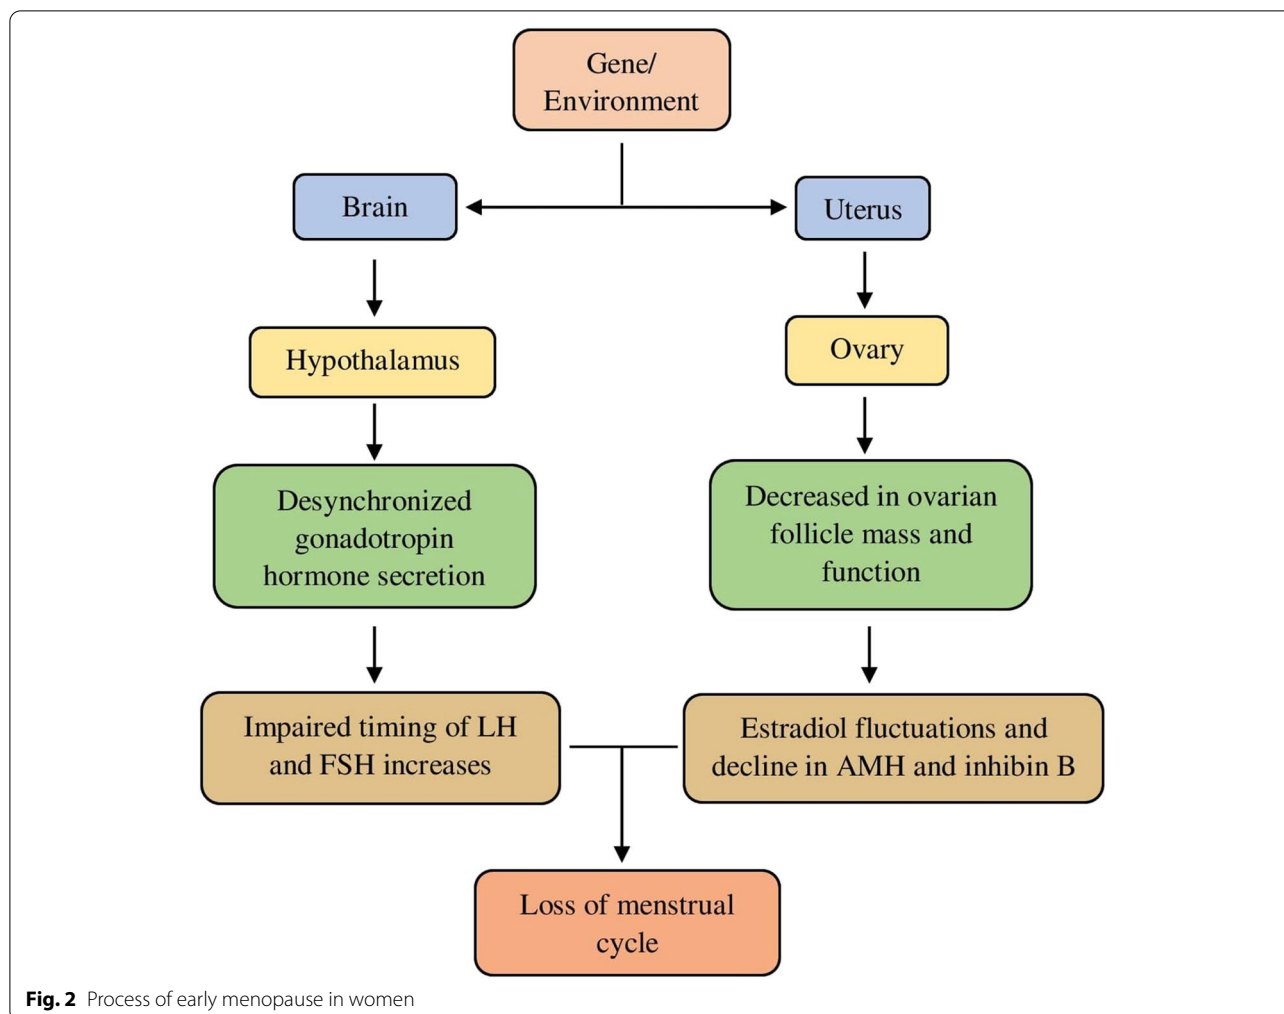 Gene/
Environment
Brain
Uterus
Hypothalamus
Ovary
Desynchronized
gonadotropin
hormone secretion
Decreased in ovarian
follicle mass and
function
Impaired timing of LH
and FSH increases
Estradiol fluctuations and
decline in AMH and inhibin B
Loss of menstrual
cycle
Fig. 2 Process of early menopause in women